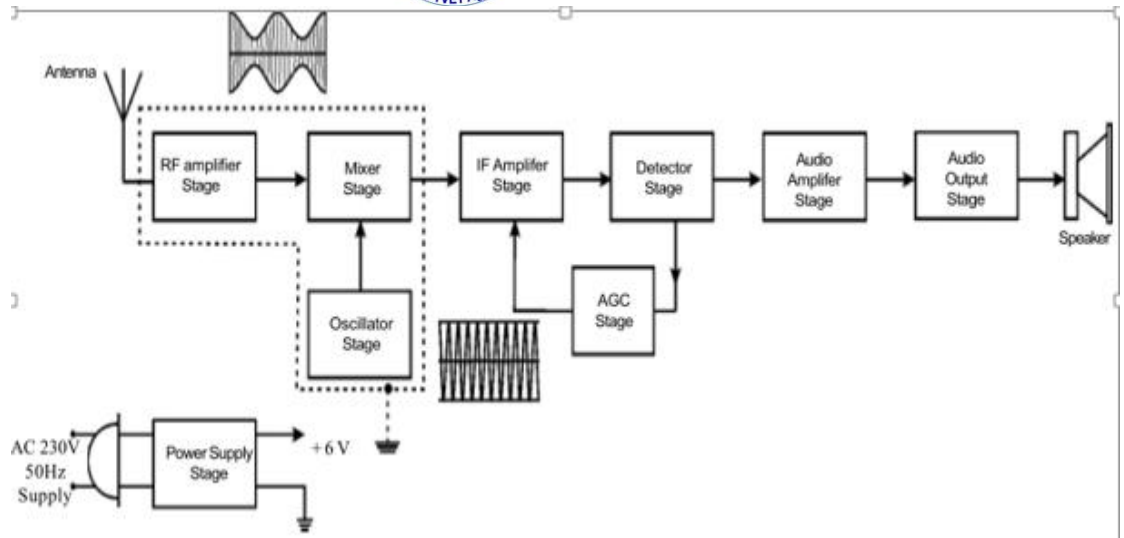 Antenna
RF amplifier
Stage
Mixer
Stage
IF Amplifer
Stage
Detector
Stage
Audio
Amplifer
Stage
Audio
Output
Stage
Speaker
Oscillator
Stage
AGC
Stage
AC 230V
50Hz
Supply
Power Supply
Stage
+6 V